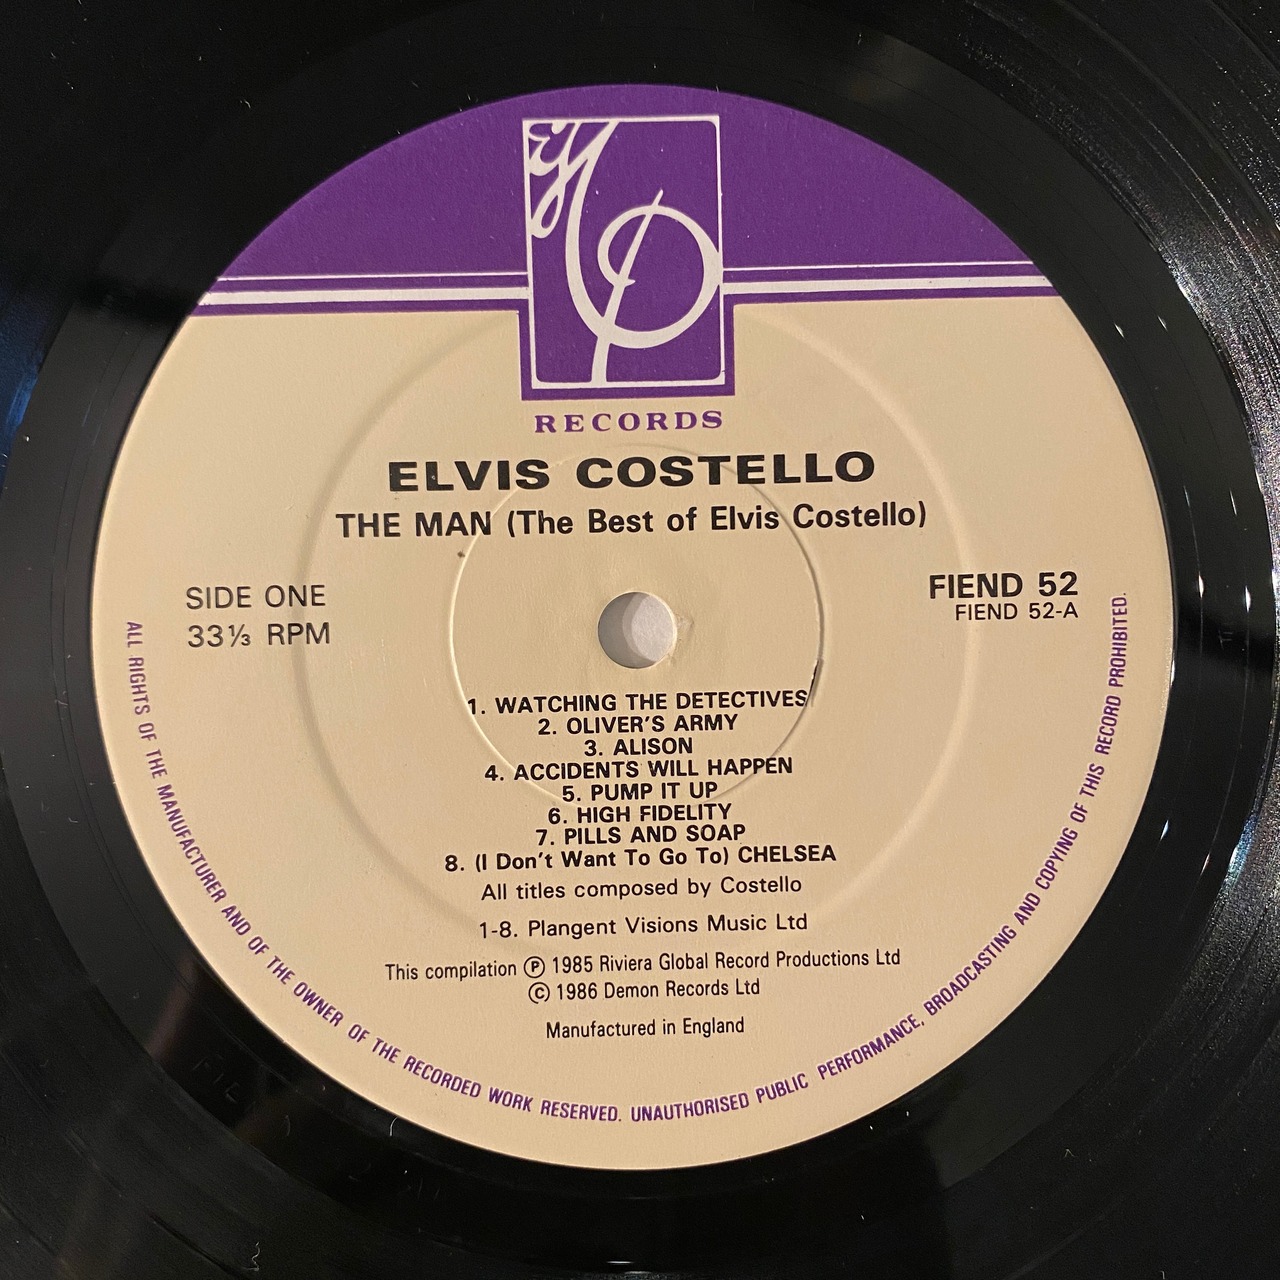 RECORDS
ELVIS COSTELLO
THE MAN (The Best of Elvis Costello)
SIDE ONE
33⅓ RPM
FIEND 52
FIEND 52-A
1. WATCHING THE DETECTIVES
2. OLIVER'S ARMY
3. ALISON
4. ACCIDENTS WILL HAPPEN
5. PUMP IT UP
6. HIGH FIDELITY
7. PILLS AND SOAP
8. (I Don't Want To Go To) CHELSEA
All titles composed by Costello
1-8. Plangent Visions Music Ltd
This compilation Ⓟ 1985 Riviera Global Record Productions Ltd
© 1986 Demon Records Ltd
Manufactured in England
ALL RIGHTS OF THE MANUFACTURER AND OF THE OWNER OF THE RECORDED WORK RESERVED. UNAUTHORISED PUBLIC PERFORMANCE, BROADCASTING AND COPYING OF THIS RECORD PROHIBITED.